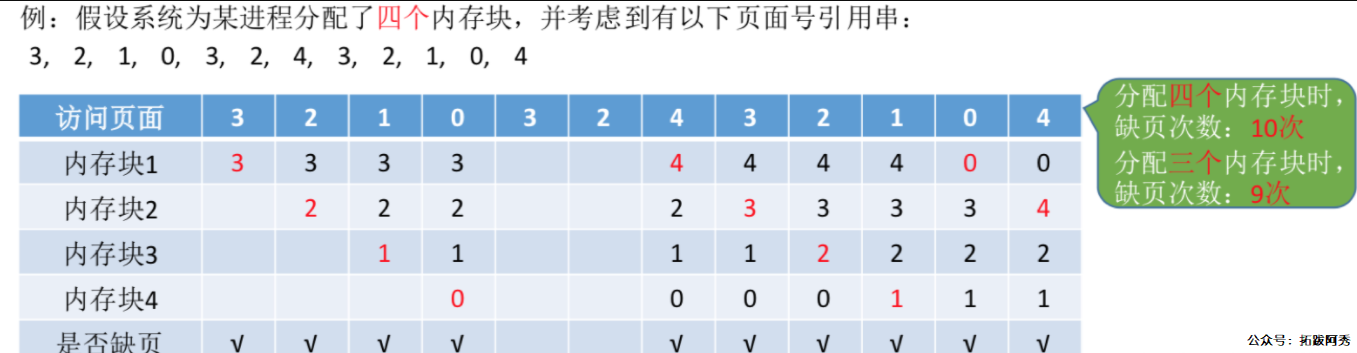 例：假设系统为某进程分配了四个内存块，并考虑到有以下页面号引用串：
3, 2, 1, 0, 3, 2, 4, 3, 2, 1, 0, 4
访问页面 3 2 1 0 3 2 4 3 2 1 0 4
内存块1 3 3 3 3 4 4 4 4 0 0
内存块2 2 2 2 2 3 3 3 3 4
内存块3 1 1 1 1 2 2 2 2
内存块4 0 0 0 0 1 1 1
是否缺页 √ √ √ √ √ √ √ √ √ √
分配四个内存块时，
缺页次数：10次
分配三个内存块时，
缺页次数：9次
公众号：拓跋阿秀